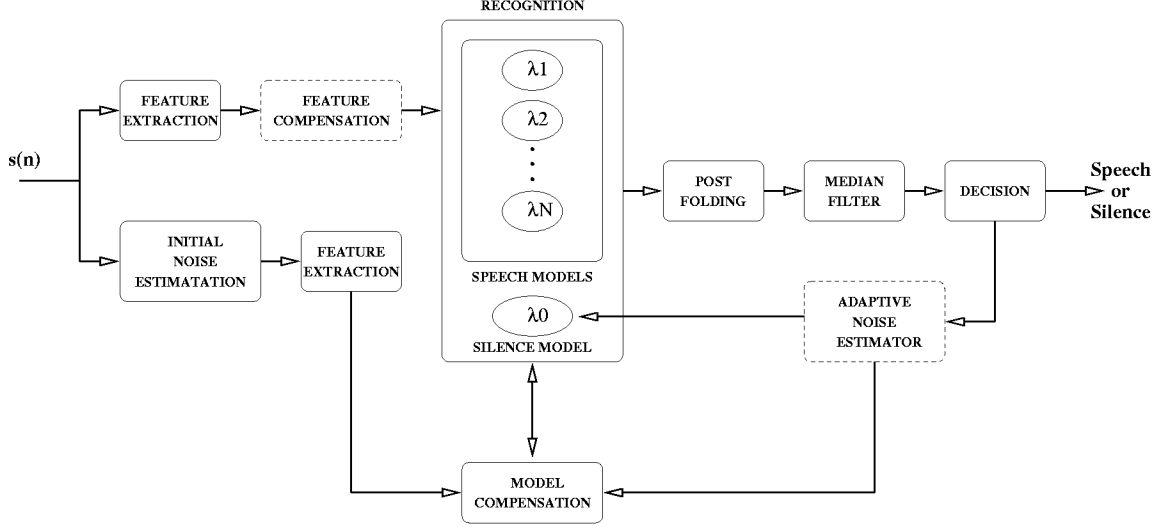 RECOGNITION
λ1
λ2
λN
SPEECH MODELS
λ0
SILENCE MODEL
s(n)
FEATURE
EXTRACTION
FEATURE
COMPENSATION
INITIAL
NOISE
ESTIMATATION
FEATURE
EXTRACTION
POST
FOLDING
MEDIAN
FILTER
DECISION
Speech
or
Silence
ADAPTIVE
NOISE
ESTIMATOR
MODEL
COMPENSATION